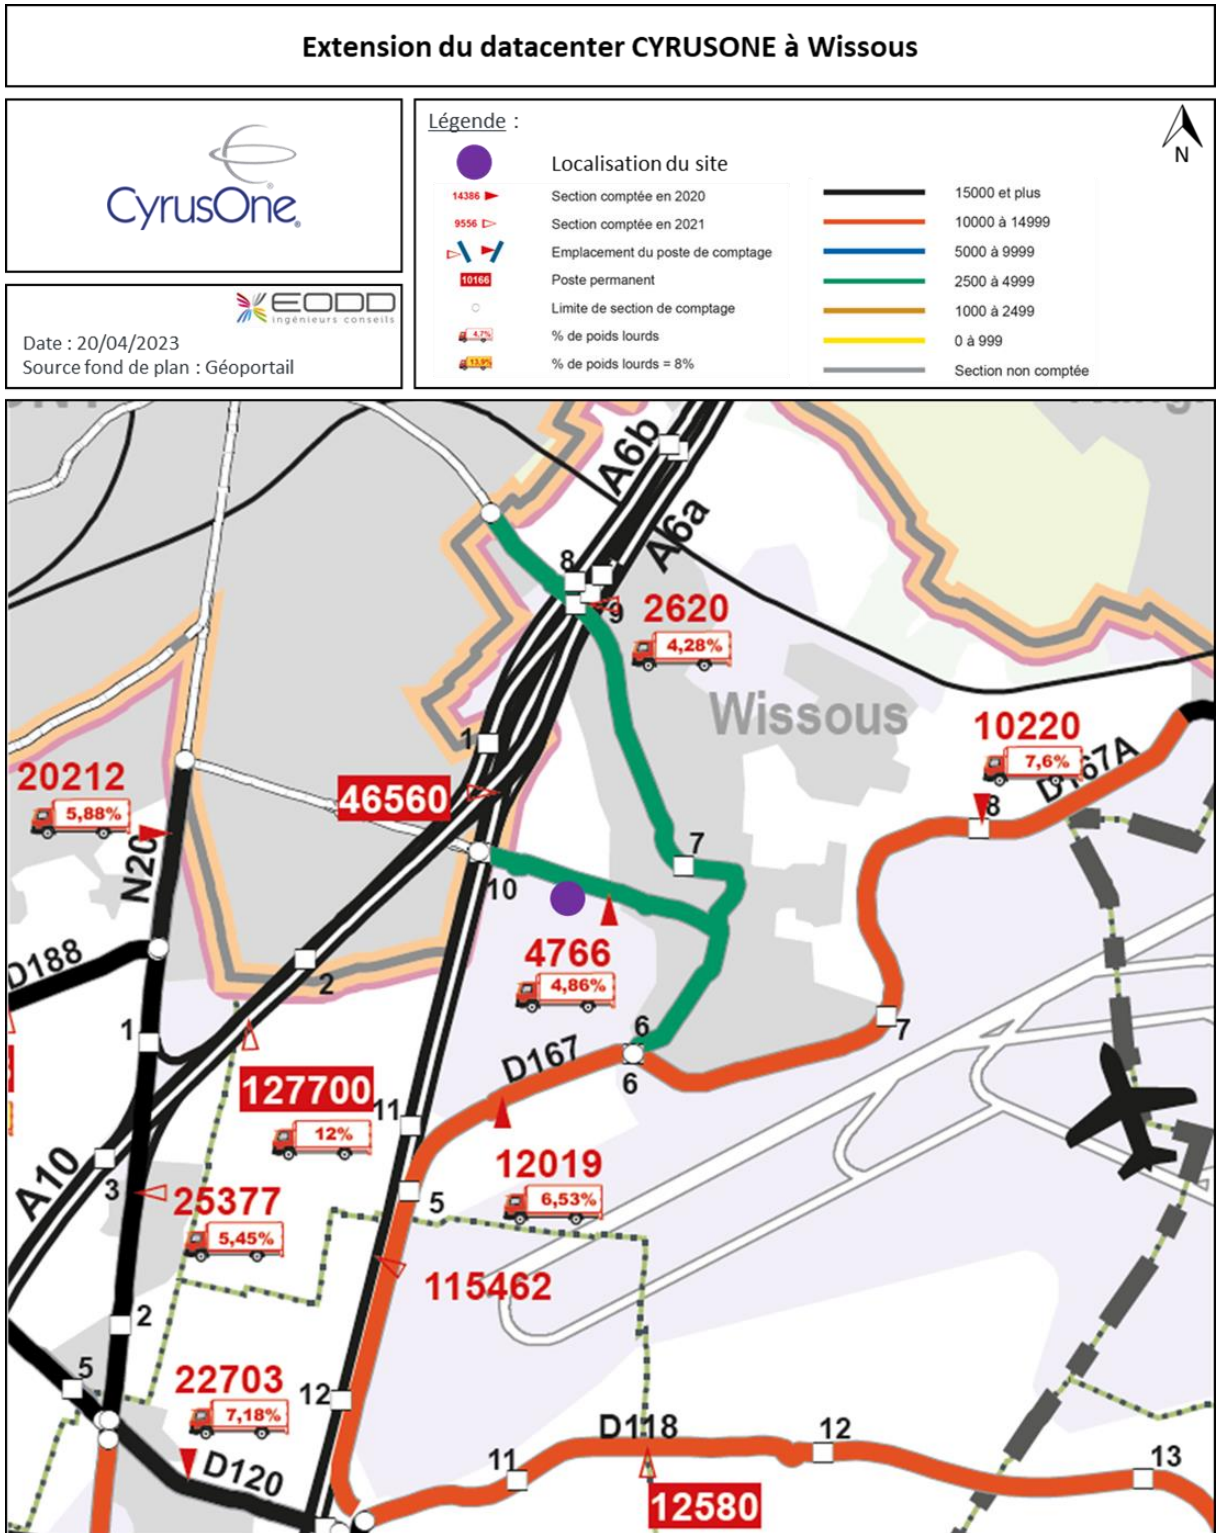 Extension du datacenter CYRUSONE à Wissous
CyrusOne
EODD
ingénieurs conseils
Date : 20/04/2023
Source fond de plan : Géoportail
Légende :
N
Localisation du site
14386
Section comptée en 2020
9556
Section comptée en 2021
Emplacement du poste de comptage
10166
Poste permanent
Limite de section de comptage
4,7%
% de poids lourds
13,9%
% de poids lourds = 8%
15000 et plus
10000 à 14999
5000 à 9999
2500 à 4999
1000 à 2499
0 à 999
Section non comptée
A6b
A6a
8
9
2620
4,28%
Wissous
1
10220
7,6%
D167A
8
20212
5,88%
46560
N20
7
10
D188
4766
4,86%
2
1
6
7
D167
6
127700
11
12%
A10
3
12019
6,53%
25377
5,45%
5
115462
2
5
22703
7,18%
12
D118
12
11
13
D120
12580